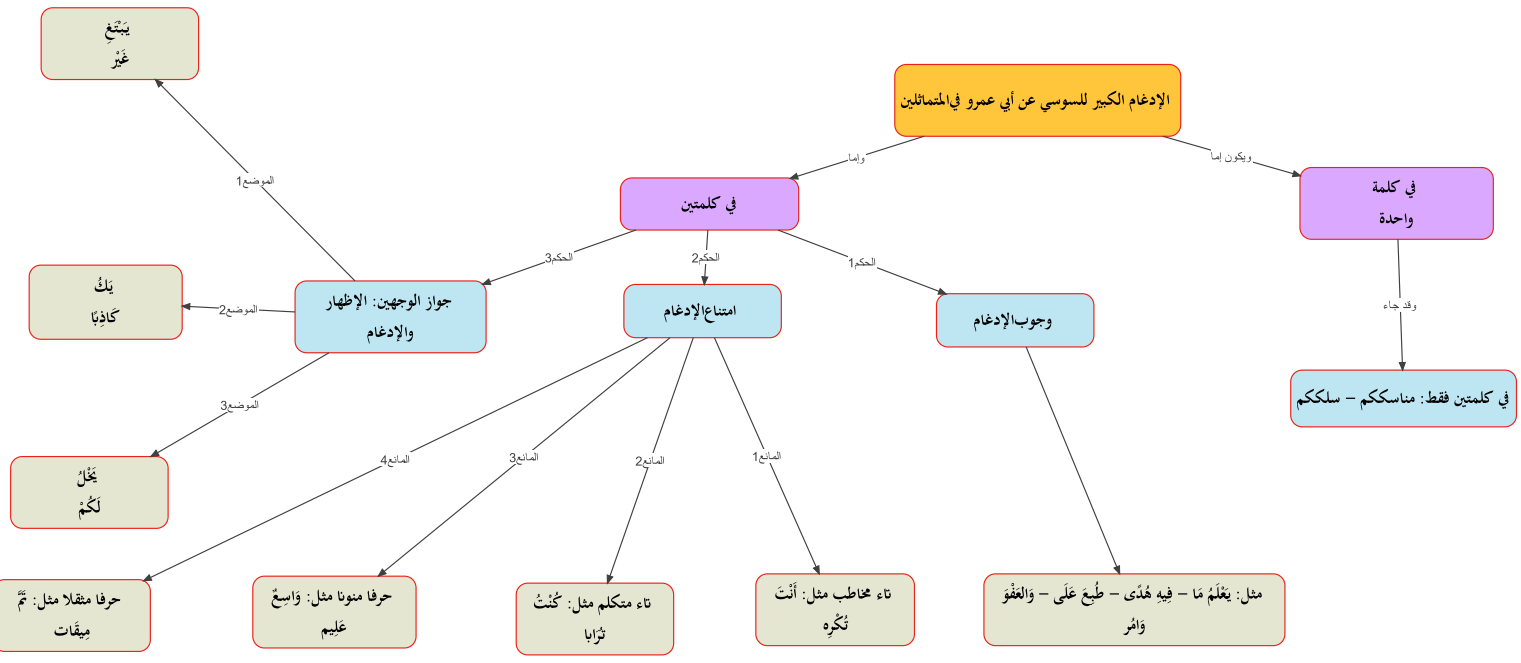 الإدغام الكبير للسوسي عن أبي عمرو في المتماثلين
ويكون إما
في كلمة
واحدة
وقد جاء
في كلمتين فقط: مناسككم – سلككم
وإما
في كلمتين
الحكم1
وجوب الإدغام
مثل: يَعْلَمُ مَا – فِيهِ هُدًى – طُبِعَ عَلَى – وَالعَفْوَ
وَامُر
الحكم2
امتناع الإدغام
المانع1
تاء مخاطب مثل: أَنْتَ
تُكْرِه
المانع2
تاء متكلم مثل: كُنْتُ
تُرَابا
المانع3
حرفا منونا مثل: وَاسِعٌ
عَلِيم
المانع4
حرفا مثقلا مثل: تَمَّ
مِيقَات
الحكم3
جواز الوجهين: الإظهار
والإدغام
الموضع1
يَبْتَغِ
غَيْر
الموضع2
يَكُ
كَاذِبًا
الموضع3
يَخْلُ
لَكُمْ